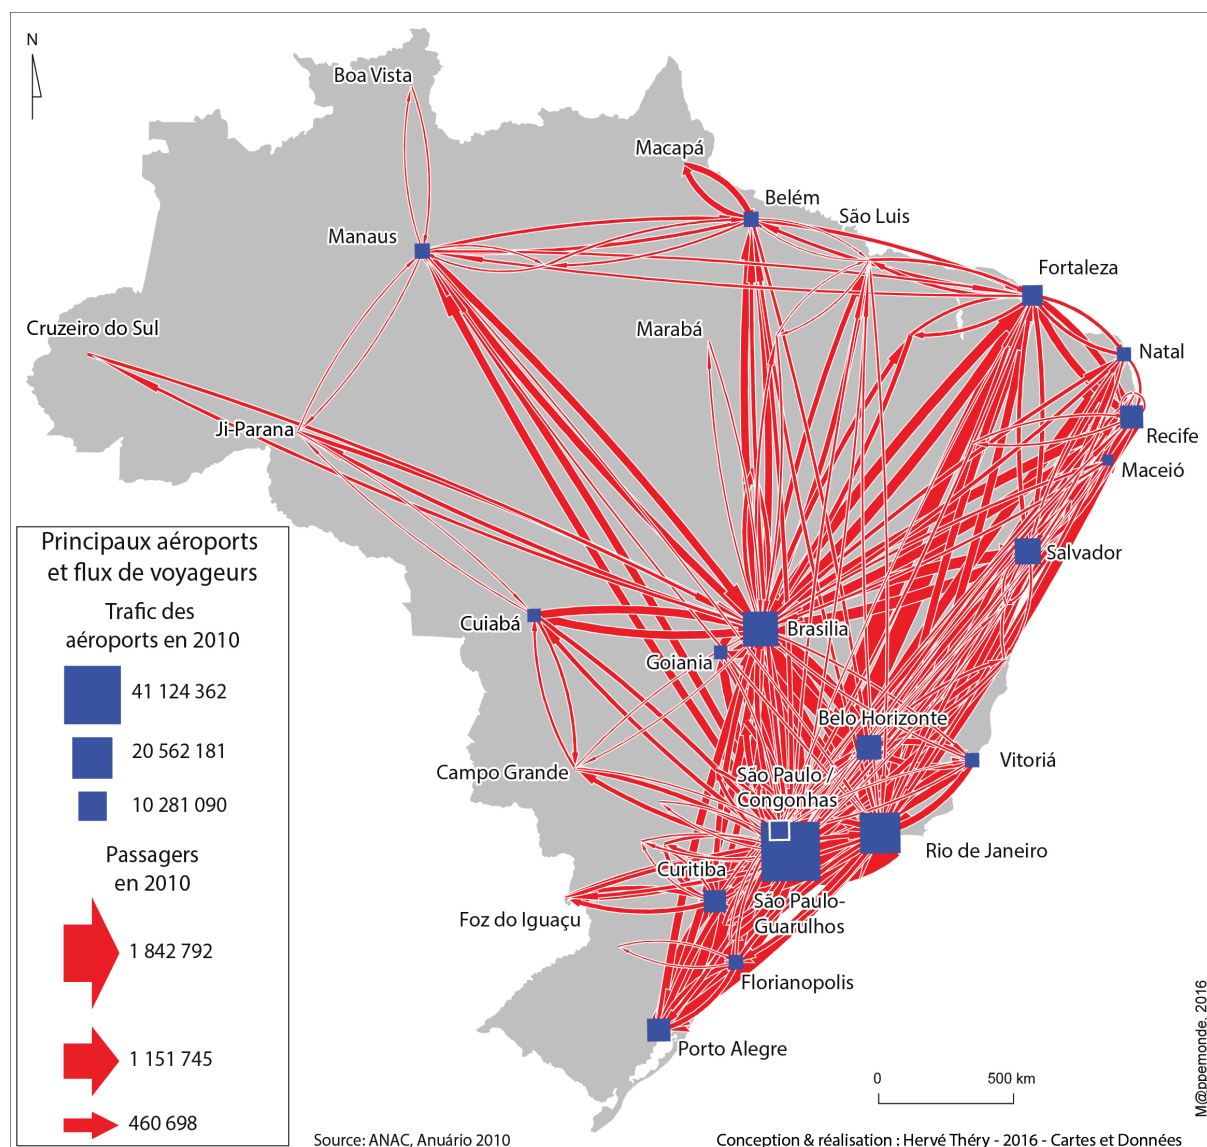 N
Boa Vista
Macapá
Belém
São Luis
Manaus
Fortaleza
Cruzeiro do Sul
Marabá
Natal
Ji-Parana
Recife
Maceió
Principaux aéroports
et flux de voyageurs
Trafic des
aéroports en 2010
41 124 362
20 562 181
10 281 090
Passagers
en 2010
1 842 792
1 151 745
460 698
Salvador
Cuiabá
Brasilia
Goiania
Belo Horizonte
Vitoriá
Campo Grande
São Paulo /
Congonhas
Rio de Janeiro
Curitiba
Foz do Iguaçu
São Paulo-
Guarulhos
Florianopolis
Porto Alegre
0 500 km
M@ppemonde. 2016
Source: ANAC, Anuário 2010
Conception & réalisation : Hervé Théry - 2016 - Cartes et Données